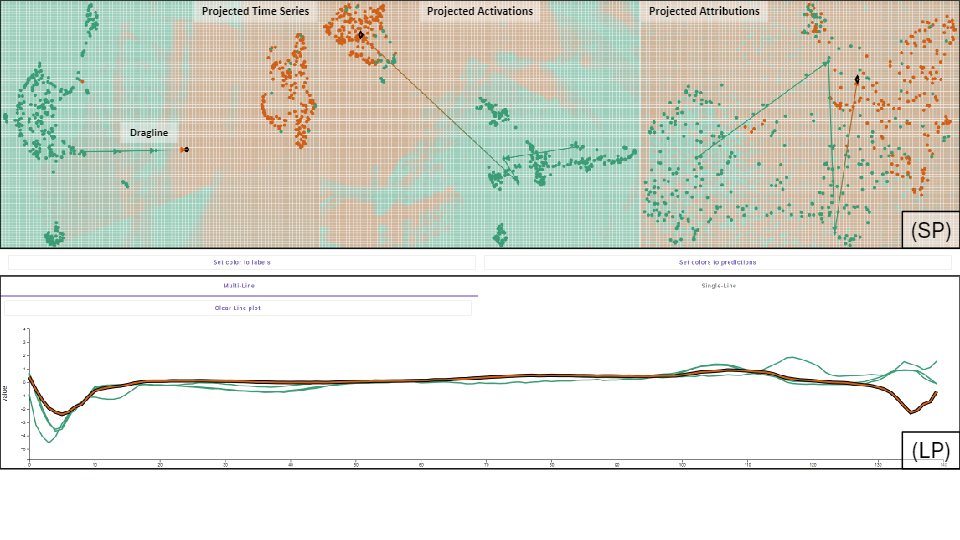 Projected Time Series
Projected Activations
Projected Attributions
Dragline
(SP)
Set color to labels
Set colors to predictions
Multi-Line
Single-Line
Clear Line plot
value
4
3
2
1
0
-1
-2
-3
-4
-5
0 10 20 30 40 50 60 70 80 90 100 110 120 130 140
(LP)